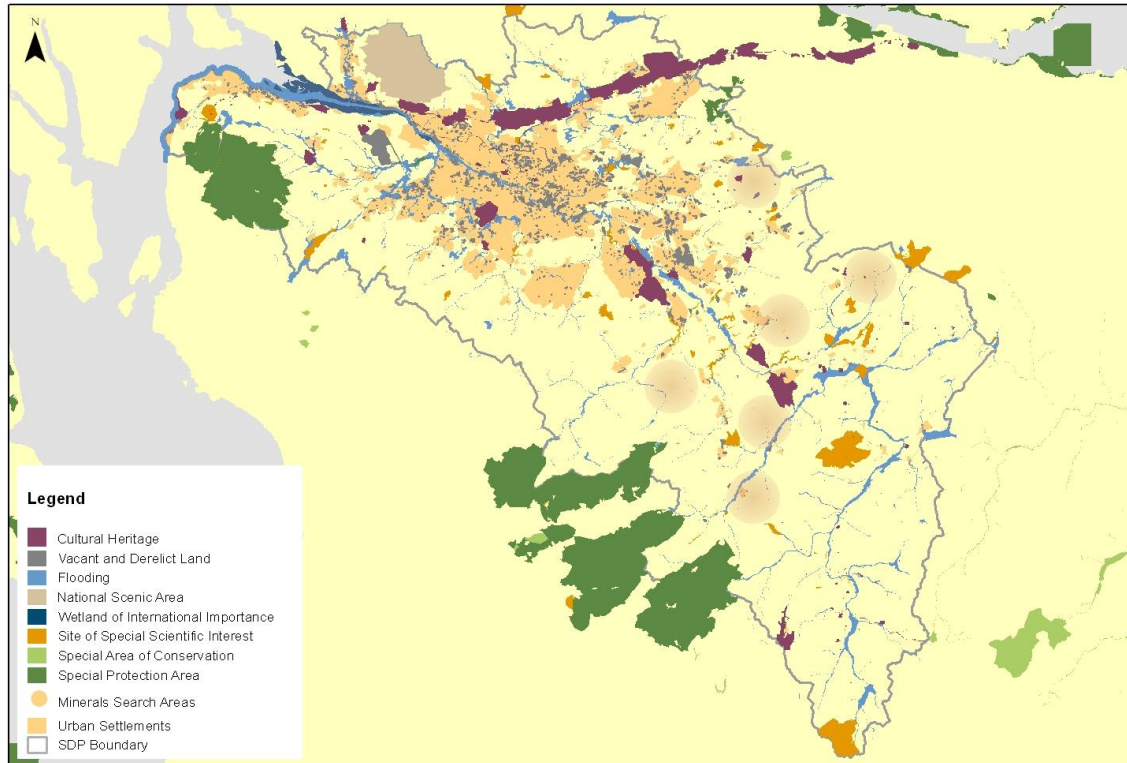 N
Legend
Cultural Heritage
Vacant and Derelict Land
Flooding
National Scenic Area
Wetland of International Importance
Site of Special Scientific Interest
Special Area of Conservation
Special Protection Area
Minerals Search Areas
Urban Settlements
SDP Boundary